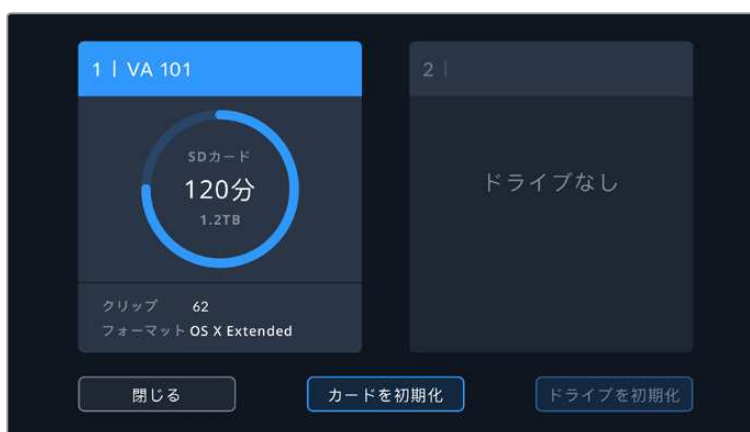 1 | VA 101
SDカード
120分
1.2TB
クリップ 62
フォーマット OS X Extended
2 |
ドライブなし
閉じる
カードを初期化
ドライブを初期化